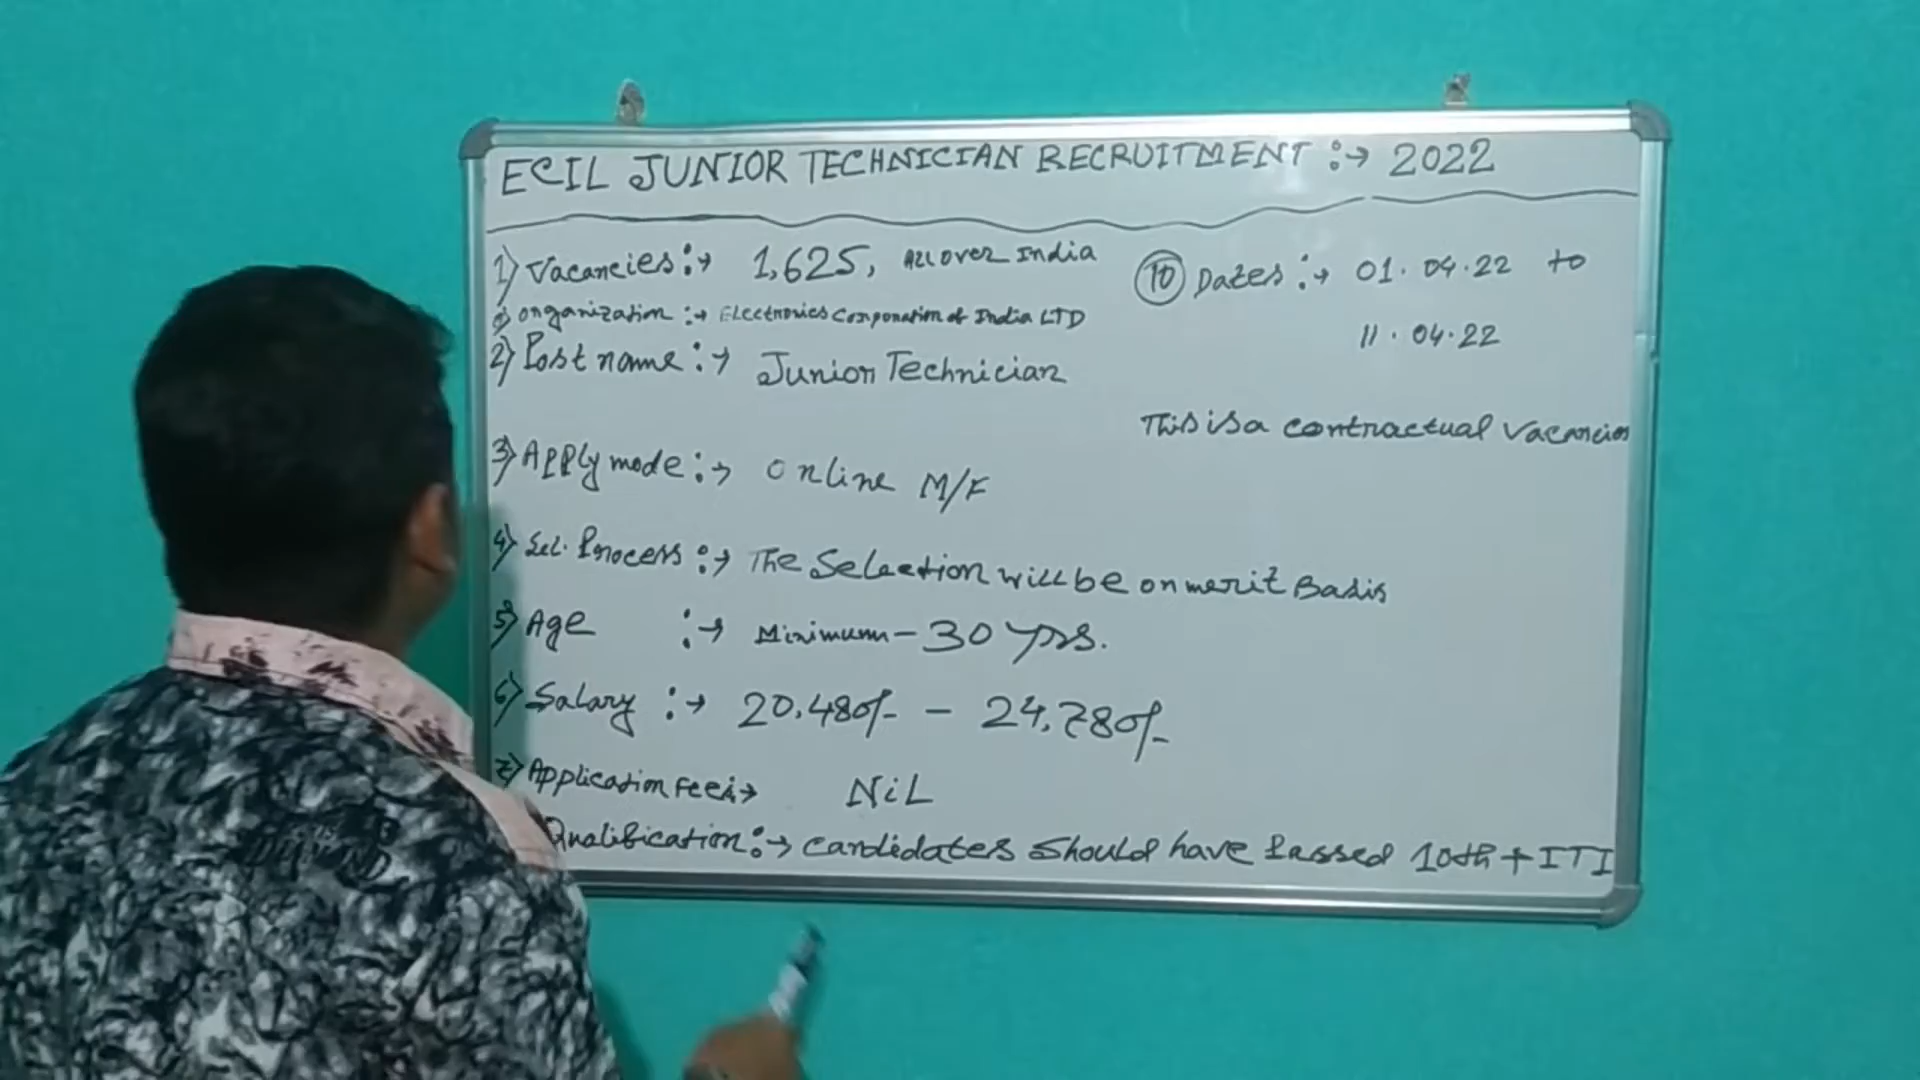 ECIL JUNIOR TECHNICIAN RECRUITMENT :→ 2022
1) Vacancies :→ 1,625, All over India
organization :→ Electronics Corporation of India LTD
2) Post name :→ Junior Technician
3) Apply mode :→ Online M/F
4) Sel. Process :→ The Selection will be on merit Basis
5) Age :→ Minimum – 30 yrs.
6) Salary :→ 20,480/- – 24,780/-
7) Application Fee :→ NiL
Qualification :→ candidates should have Passed 10th + ITI
10 Dates :→ 01.04.22 to
11.04.22
This is a contractual Vacancies